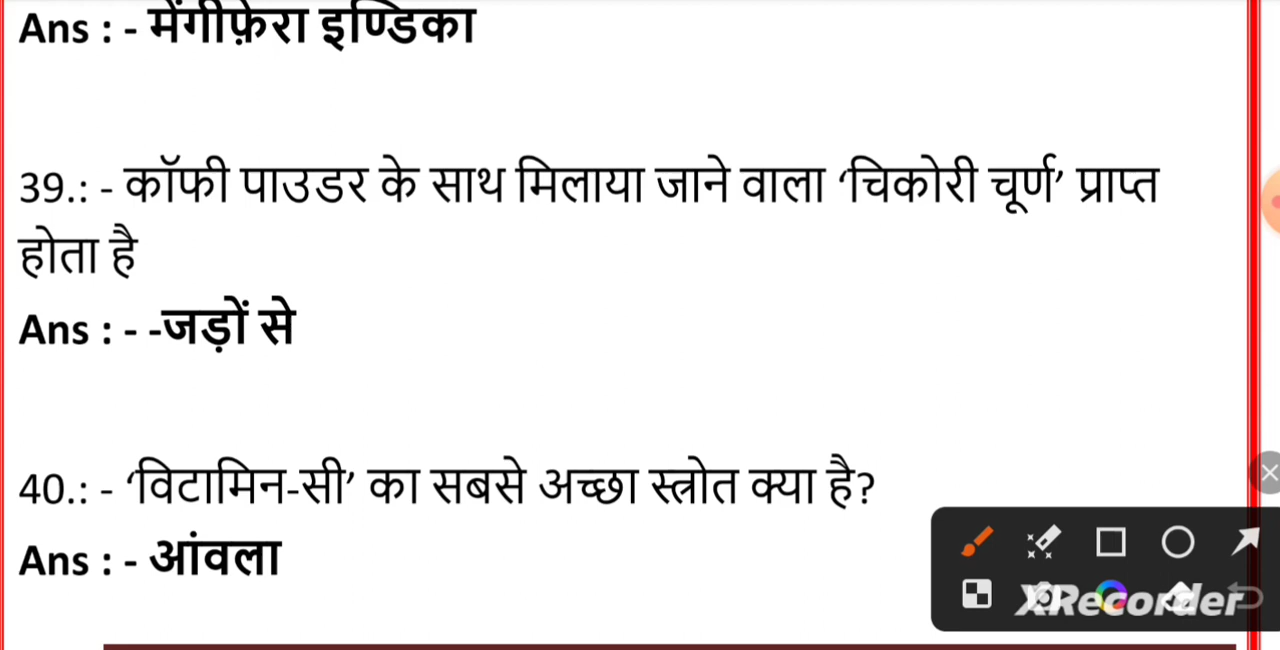 Ans : - मेंगीफ़ेरा इण्डिका
39.: - कॉफी पाउडर के साथ मिलाया जाने वाला ‘चिकोरी चूर्ण’ प्राप्त
होता है
Ans : - -जड़ों से
40.: - ‘विटामिन-सी’ का सबसे अच्छा स्त्रोत क्या है?
Ans : - आंवला
XRecorder